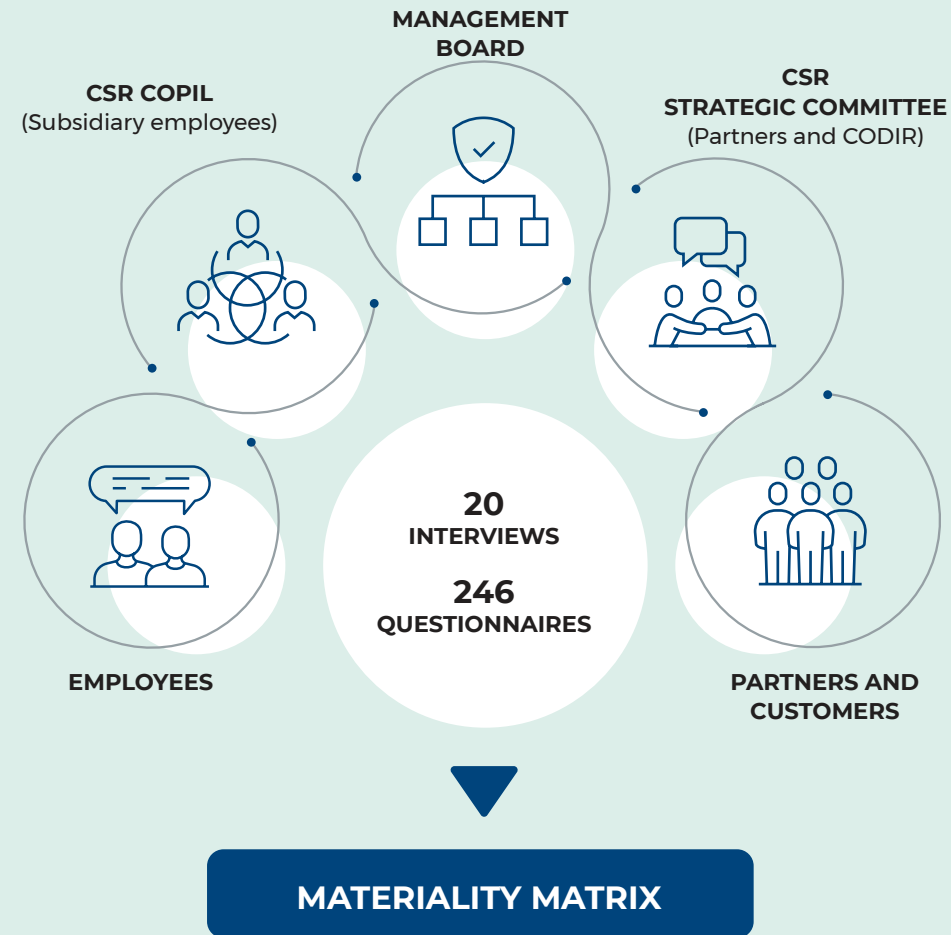 MANAGEMENT
BOARD
CSR COPIL
(Subsidiary employees)
CSR
STRATEGIC COMMITTEE
(Partners and CODIR)
20
INTERVIEWS
246
QUESTIONNAIRES
EMPLOYEES
PARTNERS AND
CUSTOMERS
MATERIALITY MATRIX